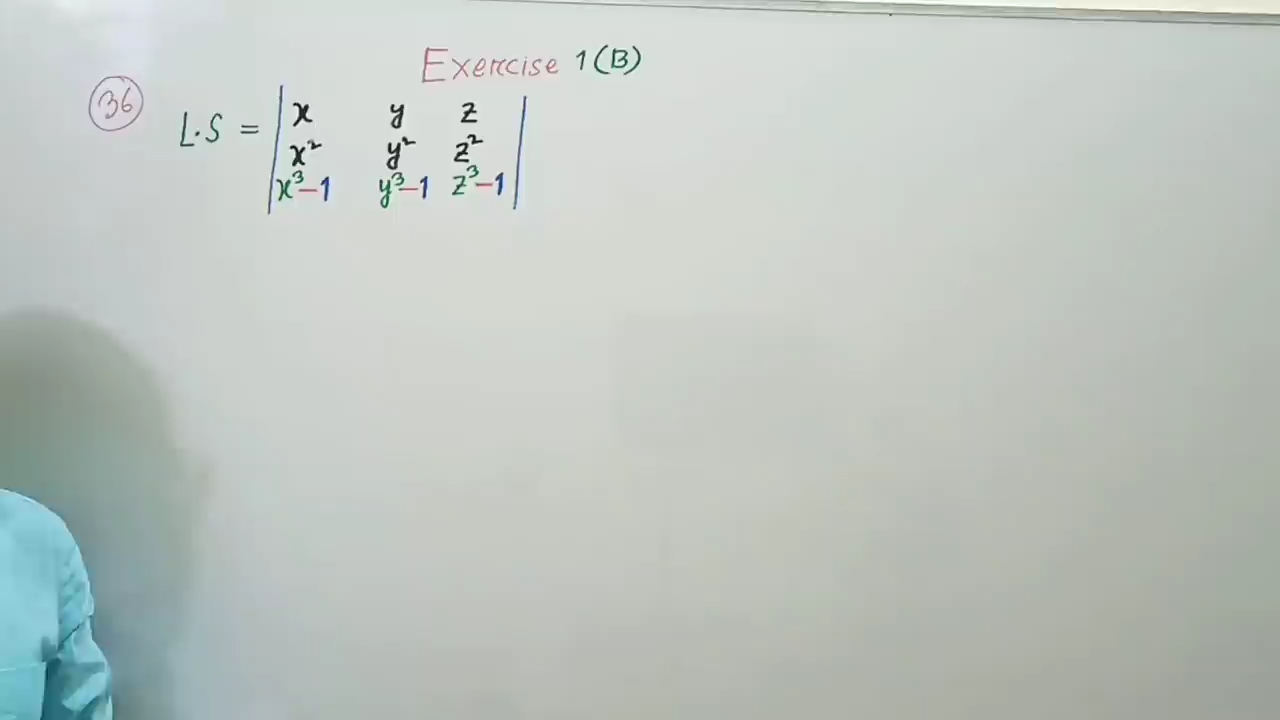 Exercise 1(B)
36
L.S = | x y z |
| x² y² z² |
| x³-1 y³-1 z³-1 |